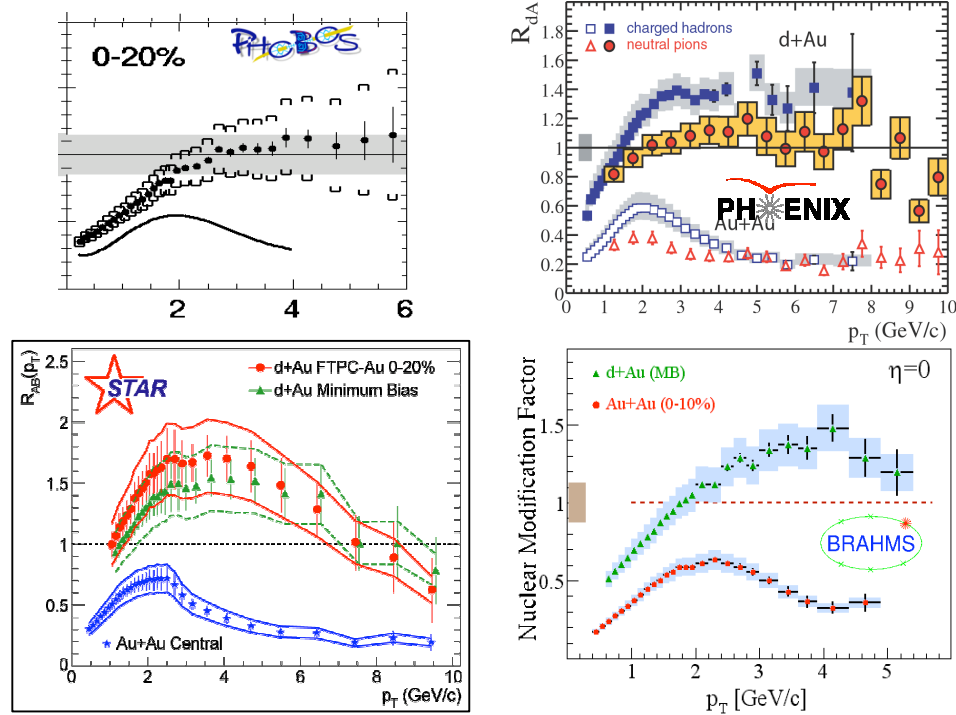 0-20%
PHOBOS
0 2 4 6
R_dA
charged hadrons
neutral pions
d+Au
1.8
1.6
1.4
1.2
1
0.8
0.6
0.4
0.2
PHENIX
Au+Au
0 1 2 3 4 5 6 7 8 9 10
p_T (GeV/c)
R_AB(p_T)
STAR
d+Au FTPC-Au 0-20%
d+Au Minimum Bias
2.5
2
1.5
1
0.5
0
Au+Au Central
0 2 4 6 8 10
p_T (GeV/c)
Nuclear Modification Factor
d+Au (MB)
Au+Au (0-10%)
η=0
1.5
1
0.5
BRAHMS
1 2 3 4 5
p_T [GeV/c]